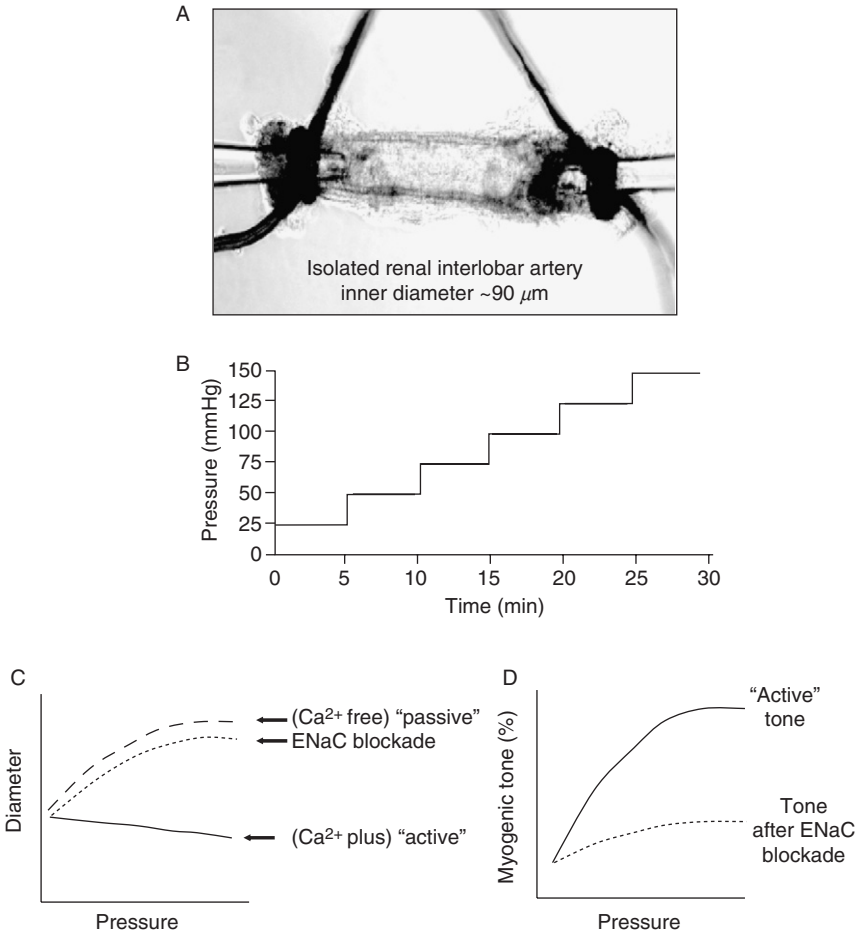 A
Isolated renal interlobar artery
inner diameter ~90 μm
B
Pressure (mmHg)
150
125
100
75
50
25
0
0 5 10 15 20 25 30
Time (min)
C
Diameter
(Ca2+ free) “passive”
ENaC blockade
(Ca2+ plus) “active”
Pressure
D
Myogenic tone (%)
“Active”
tone
Tone
after ENaC
blockade
Pressure